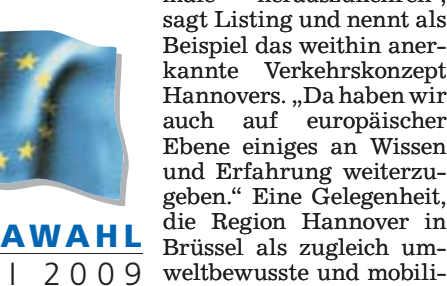 sagt Listing und nennt als
Beispiel das weithin aner-
kannte Verkehrskonzept
Hannovers. „Da haben wir
auch auf europäischer
Ebene einiges an Wissen
und Erfahrung weiterzu-
geben.“ Eine Gelegenheit,
die Region Hannover in
Brüssel als zugleich um-
weltbewusste und mobili-
AWAHL
I 2009